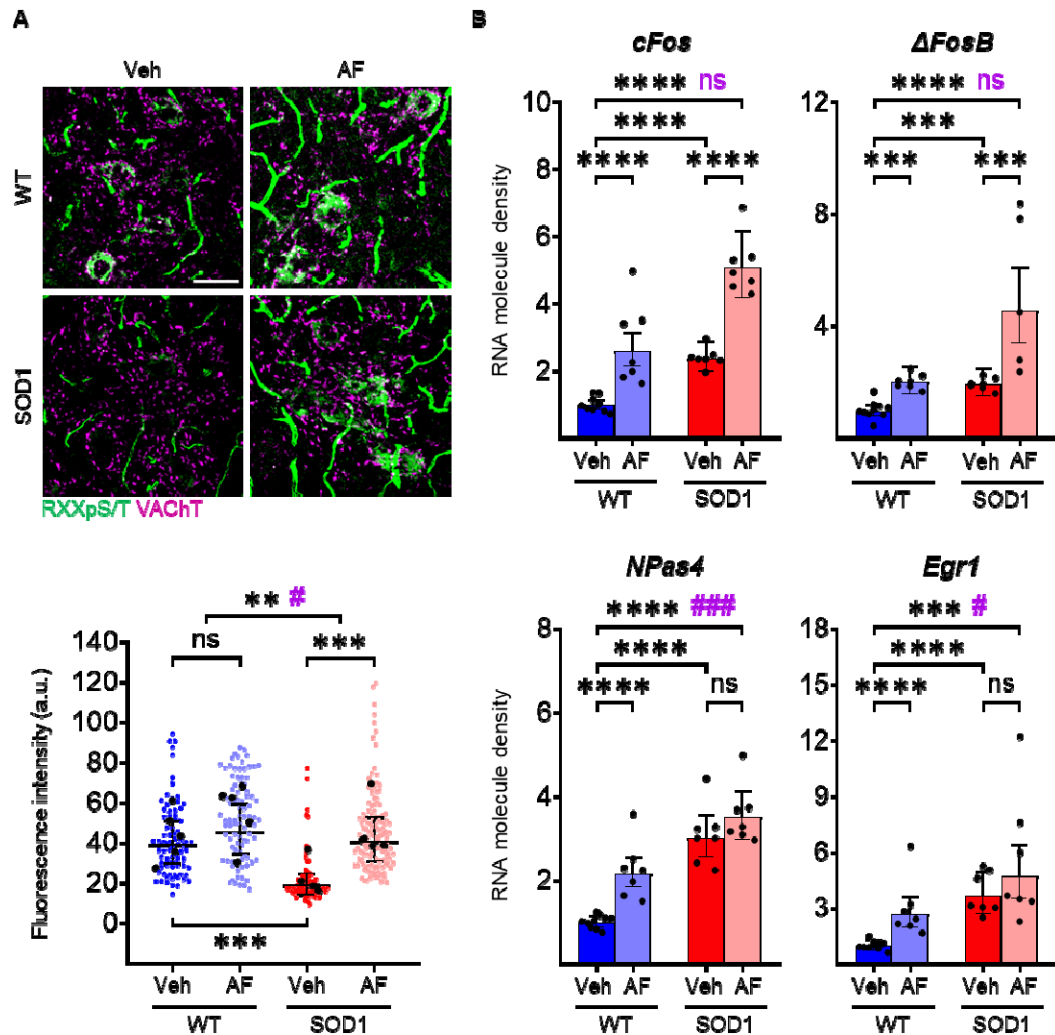 A
Veh AF
WT
SOD1
RXXpS/T VAChT
** #
ns ***
Fluorescence intensity (a.u.)
140
120
100
80
60
40
20
0
***
Veh AF Veh AF
WT SOD1
B
cFos
**** ns
****
**** ****
RNA molecule density
10
8
6
4
2
Veh AF Veh AF
WT SOD1
ΔFosB
**** ns
***
*** ***
12
8
4
Veh AF Veh AF
WT SOD1
NPas4
**** ###
****
**** ns
RNA molecule density
8
6
4
2
Veh AF Veh AF
WT SOD1
Egr1
*** #
****
**** ns
18
15
12
9
6
3
Veh AF Veh AF
WT SOD1